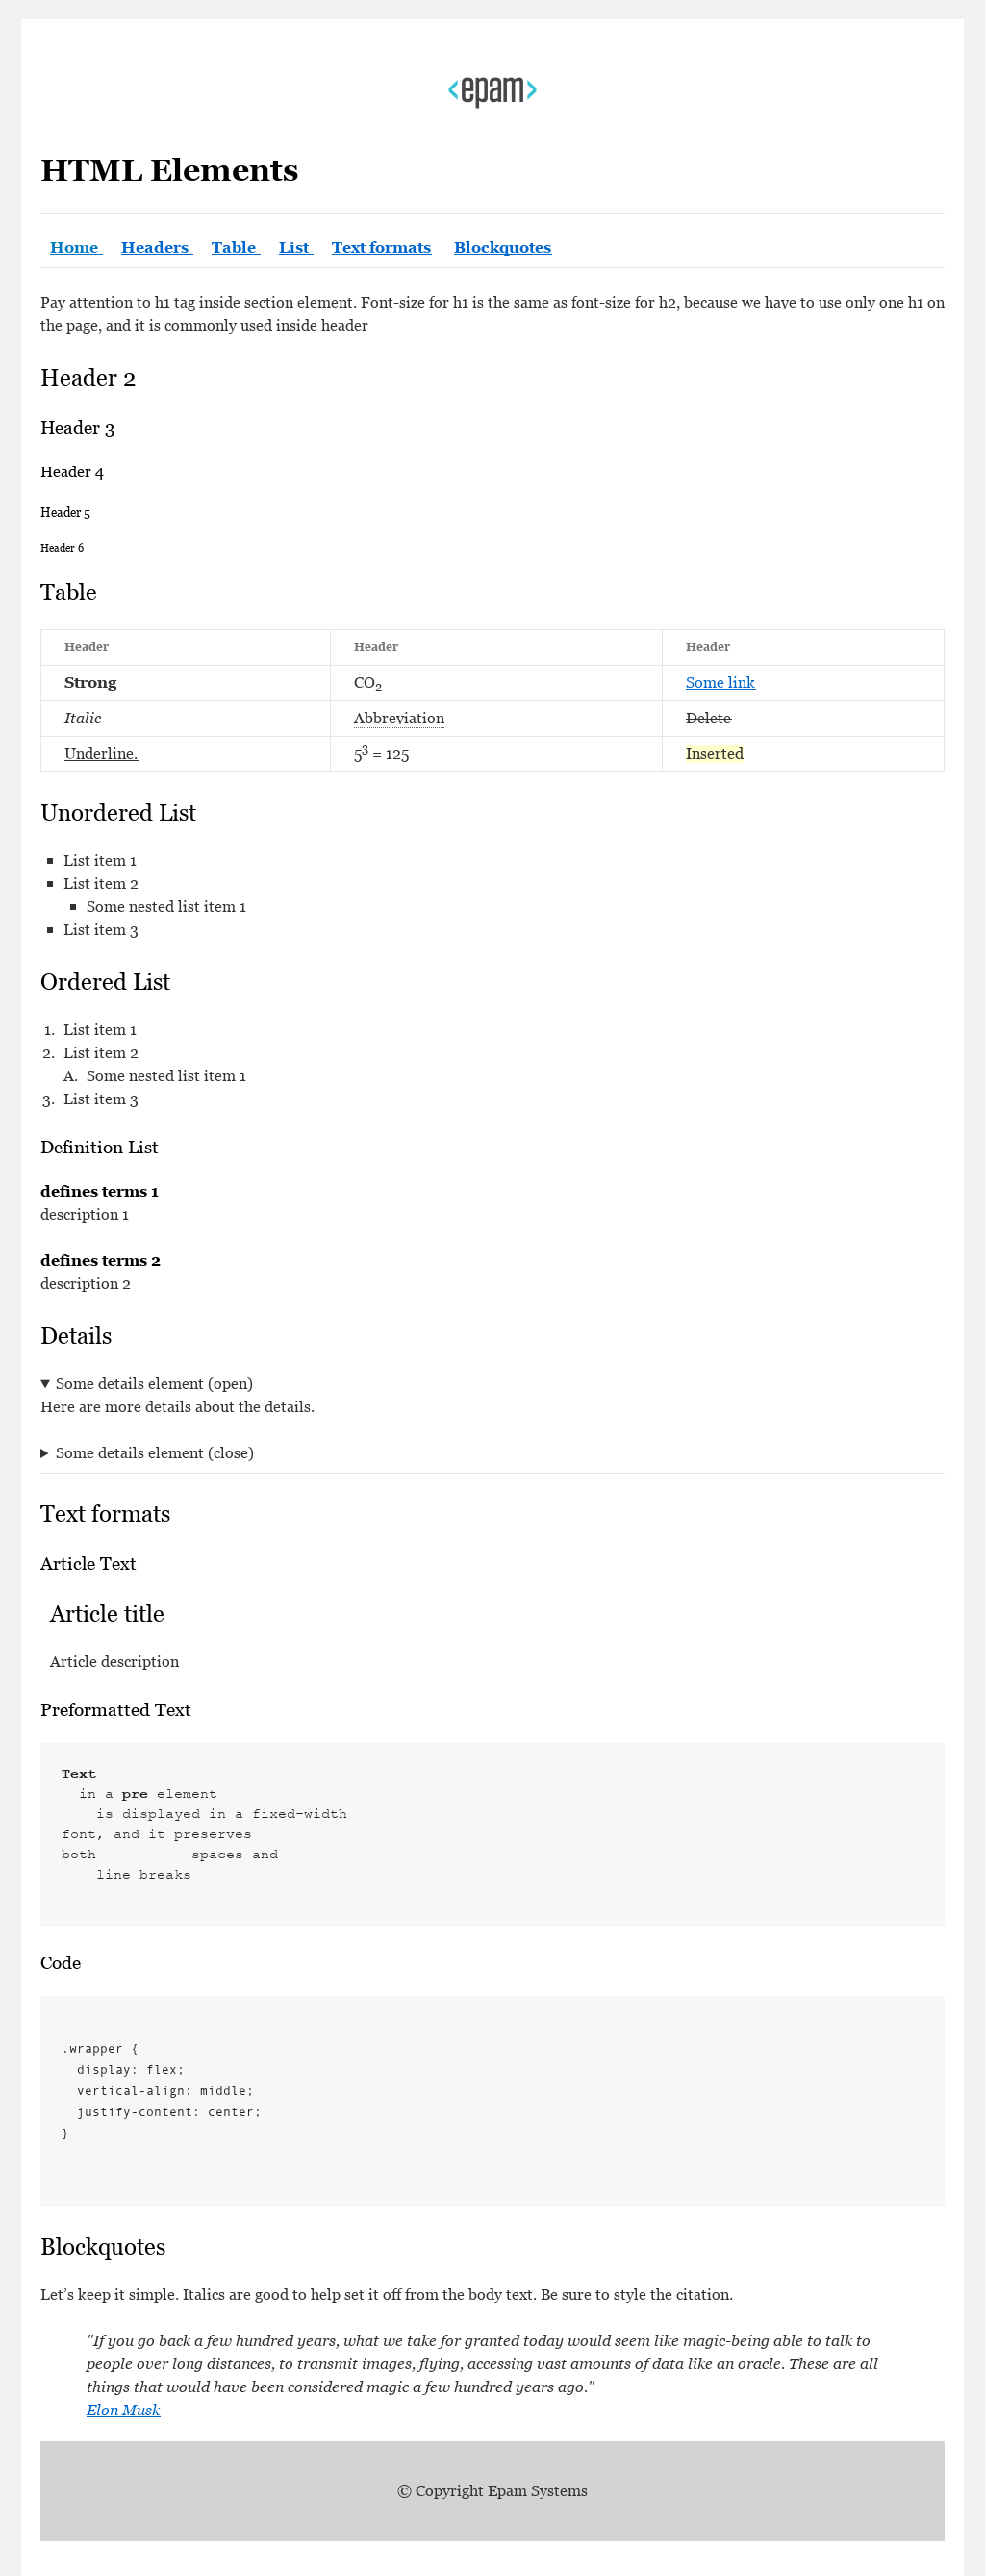 <epam>
HTML Elements
Home Headers Table List Text formats Blockquotes
Pay attention to h1 tag inside section element. Font-size for h1 is the same as font-size for h2, because we have to use only one h1 on
the page, and it is commonly used inside header
Header 2
Header 3
Header 4
Header 5
Header 6
Table
Header Header Header
Strong CO₂ Some link
Italic Abbreviation Delete
Underline. 5³ = 125 Inserted
Unordered List
List item 1
List item 2
Some nested list item 1
List item 3
Ordered List
1. List item 1
2. List item 2
A. Some nested list item 1
3. List item 3
Definition List
defines terms 1
description 1
defines terms 2
description 2
Details
▼ Some details element (open)
Here are more details about the details.
▶ Some details element (close)
Text formats
Article Text
Article title
Article description
Preformatted Text
Text
  in a pre element
    is displayed in a fixed-width
font, and it preserves
both           spaces and
    line breaks
Code
.wrapper {
  display: flex;
  vertical-align: middle;
  justify-content: center;
}
Blockquotes
Let’s keep it simple. Italics are good to help set it off from the body text. Be sure to style the citation.
"If you go back a few hundred years, what we take for granted today would seem like magic-being able to talk to
people over long distances, to transmit images, flying, accessing vast amounts of data like an oracle. These are all
things that would have been considered magic a few hundred years ago."
Elon Musk
© Copyright Epam Systems